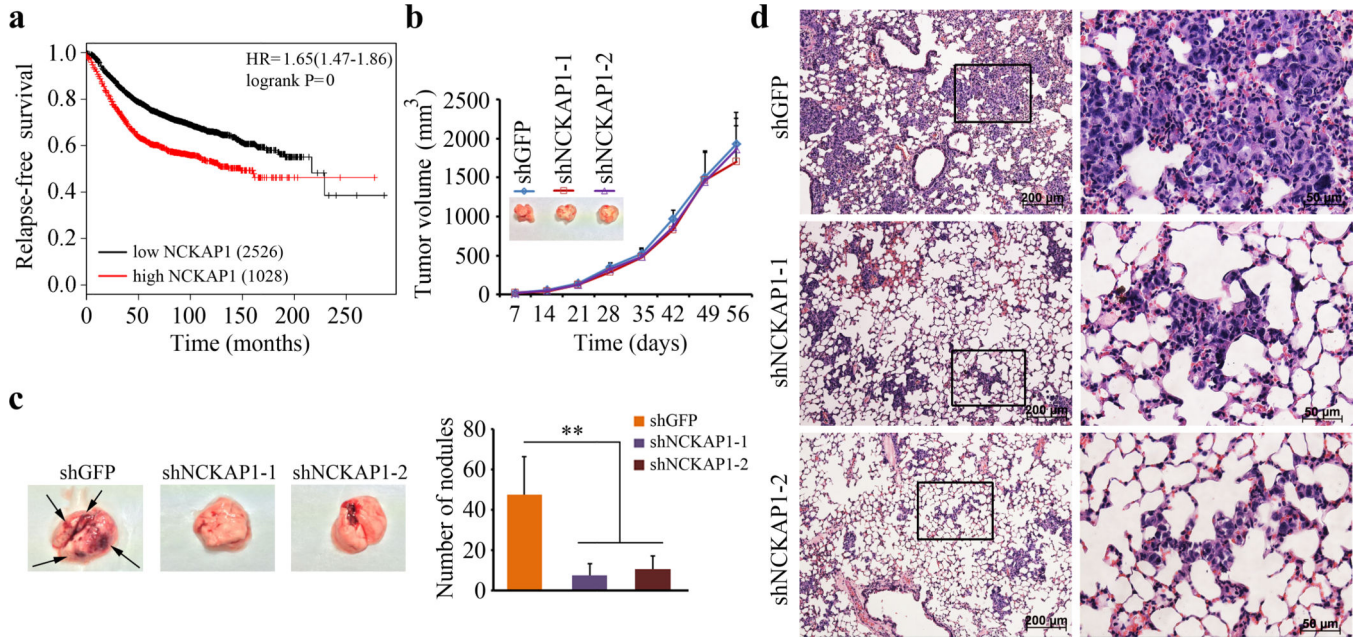 a
HR=1.65(1.47-1.86)
logrank P=0
Relapse-free survival
1.0
0.8
0.6
0.4
0.2
0.0
low NCKAP1 (2526)
high NCKAP1 (1028)
0 50 100 150 200 250
Time (months)
b
Tumor volume (mm³)
2500
2000
1500
1000
500
0
shGFP
shNCKAP1-1
shNCKAP1-2
7 14 21 28 35 42 49 56
Time (days)
c
shGFP
shNCKAP1-1
shNCKAP1-2
Number of nodules
80
60
40
20
0
**
shGFP
shNCKAP1-1
shNCKAP1-2
d
shGFP
200 μm
50 μm
shNCKAP1-1
200 μm
50 μm
shNCKAP1-2
200 μm
50 μm